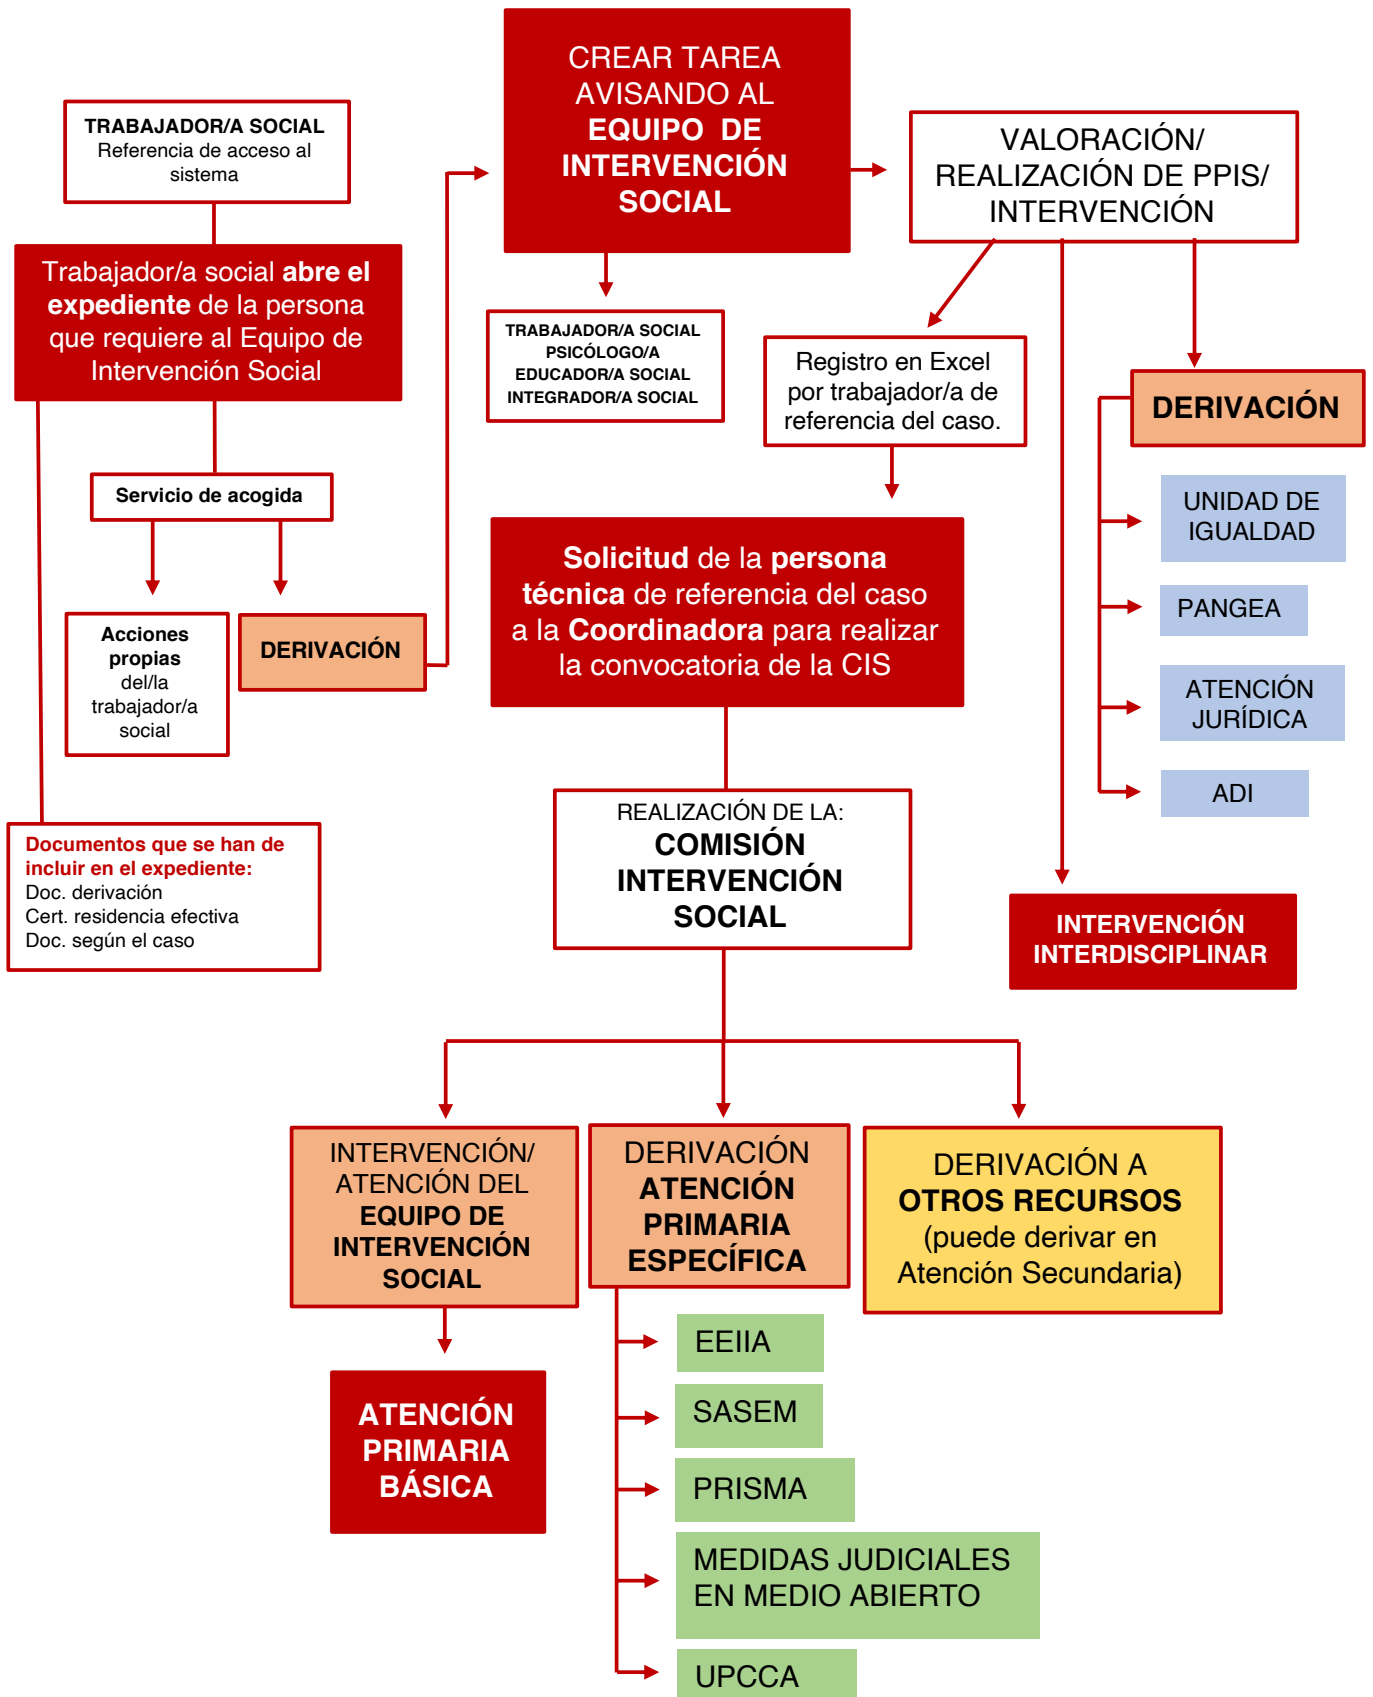 TRABAJADOR/A SOCIAL
Referencia de acceso al
sistema
Trabajador/a social abre el
expediente de la persona
que requiere al Equipo de
Intervención Social
Servicio de acogida
Acciones
propias
del/la
trabajador/a
social
DERIVACIÓN
Documentos que se han de
incluir en el expediente:
Doc. derivación
Cert. residencia efectiva
Doc. según el caso
CREAR TAREA
AVISANDO AL
EQUIPO DE
INTERVENCIÓN
SOCIAL
TRABAJADOR/A SOCIAL
PSICÓLOGO/A
EDUCADOR/A SOCIAL
INTEGRADOR/A SOCIAL
VALORACIÓN/
REALIZACIÓN DE PPIS/
INTERVENCIÓN
Registro en Excel
por trabajador/a de
referencia del caso.
DERIVACIÓN
UNIDAD DE
IGUALDAD
PANGEA
ATENCIÓN
JURÍDICA
ADI
INTERVENCIÓN
INTERDISCIPLINAR
Solicitud de la persona
técnica de referencia del caso
a la Coordinadora para realizar
la convocatoria de la CIS
REALIZACIÓN DE LA:
COMISIÓN
INTERVENCIÓN
SOCIAL
INTERVENCIÓN/
ATENCIÓN DEL
EQUIPO DE
INTERVENCIÓN
SOCIAL
ATENCIÓN
PRIMARIA
BÁSICA
DERIVACIÓN
ATENCIÓN
PRIMARIA
ESPECÍFICA
EEIIA
SASEM
PRISMA
MEDIDAS JUDICIALES
EN MEDIO ABIERTO
UPCCA
DERIVACIÓN A
OTROS RECURSOS
(puede derivar en
Atención Secundaria)